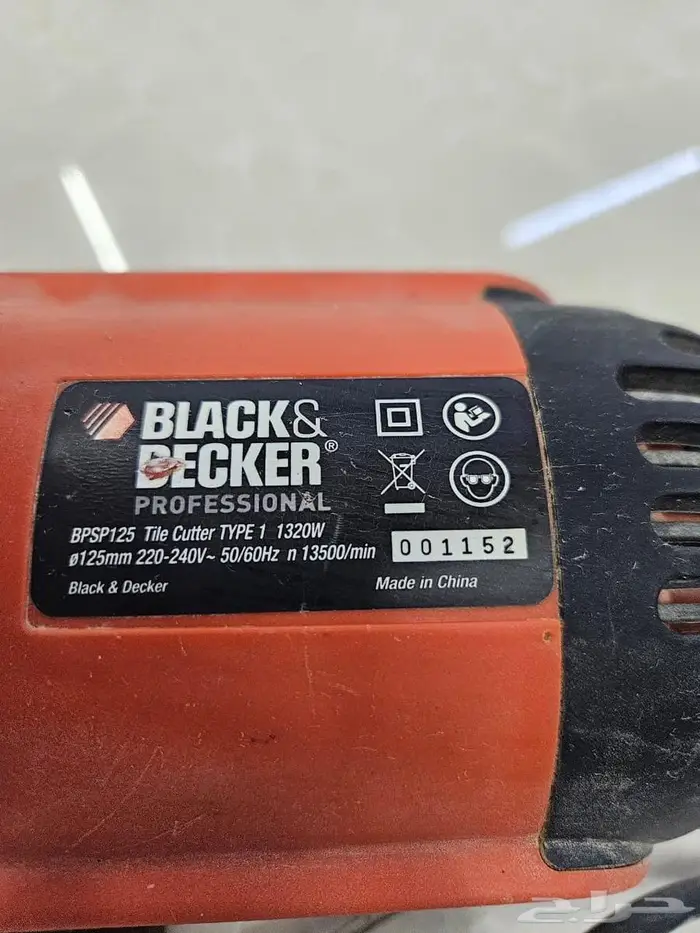 BLACK&
DECKER®
PROFESSIONAL
BPSP125 Tile Cutter TYPE 1 1320W
ø125mm 220-240V~ 50/60Hz n 13500/min
001152
Black & Decker
Made in China
حراج